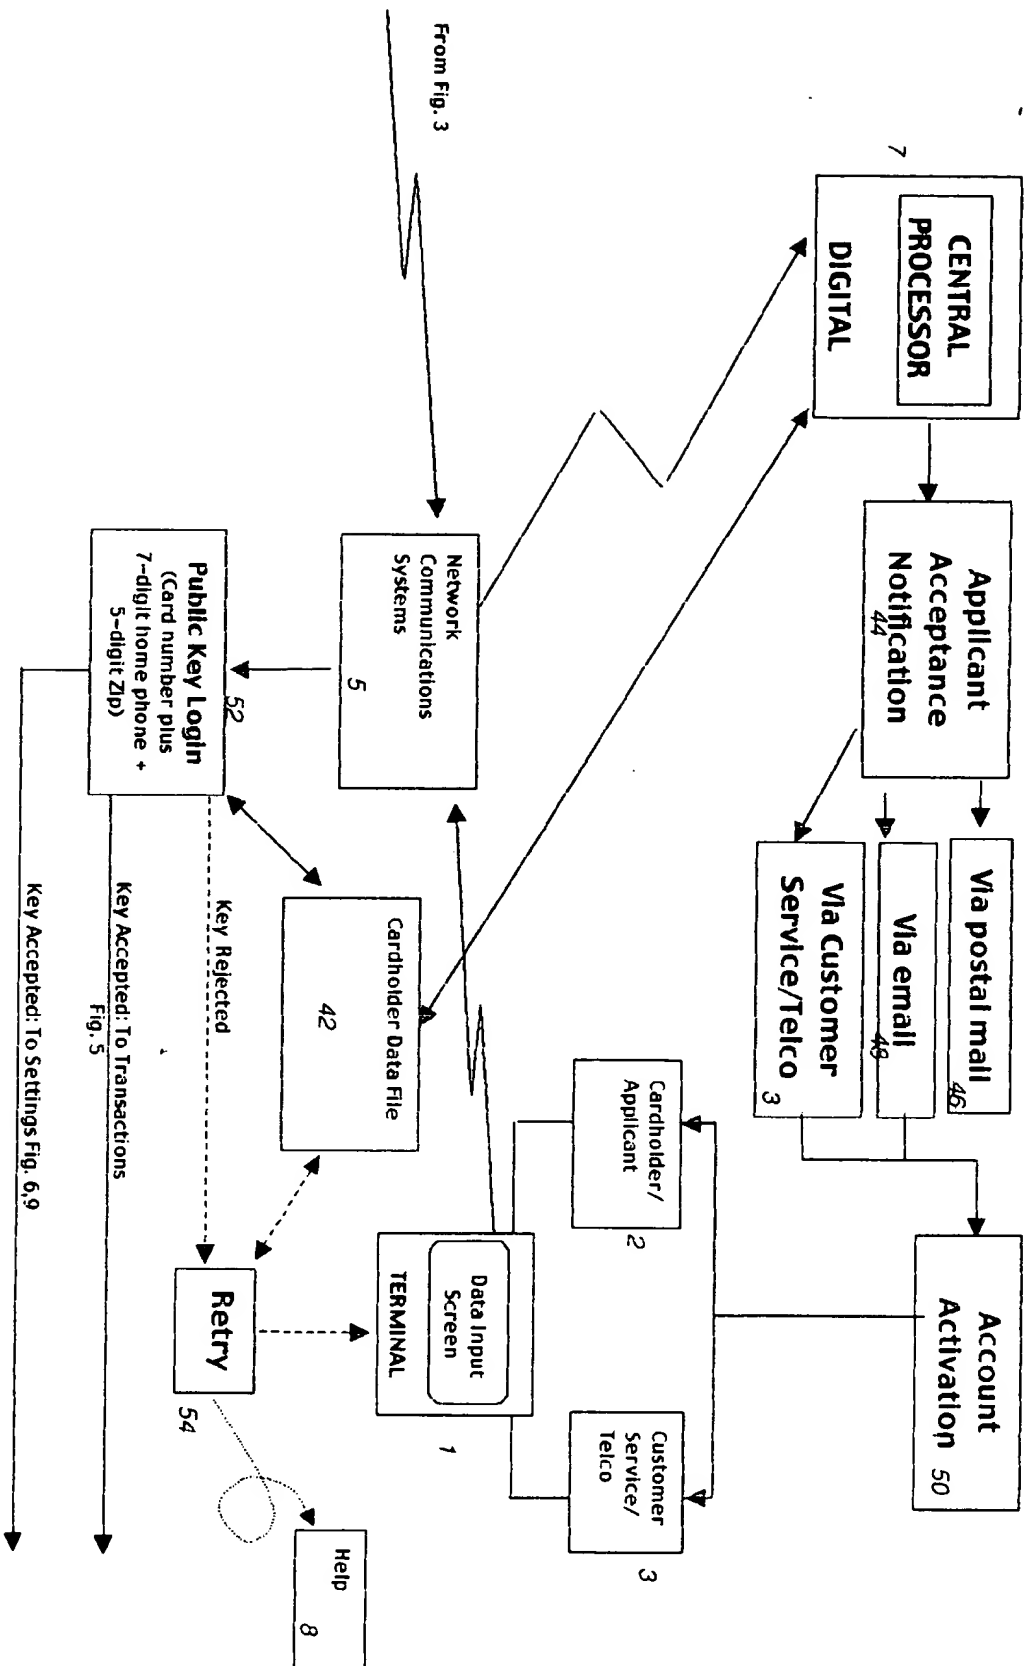 From Fig. 3
7
CENTRAL
PROCESSOR
DIGITAL
Applicant
Acceptance
Notification
44
Via postal mail
46
Via email
48
Via Customer
Service/Telco
3
Account
Activation
50
Network
Communications
Systems
5
Cardholder/
Applicant
2
Customer
Service/
Telco
3
Data Input
Screen
TERMINAL
1
Public Key Login
(Card number plus
7-digit home phone +
5-digit Zip)
52
Cardholder Data File
42
Key Rejected
Retry
54
Help
8
Key Accepted: To Transactions
Fig. 5
Key Accepted: To Settings Fig. 6,9